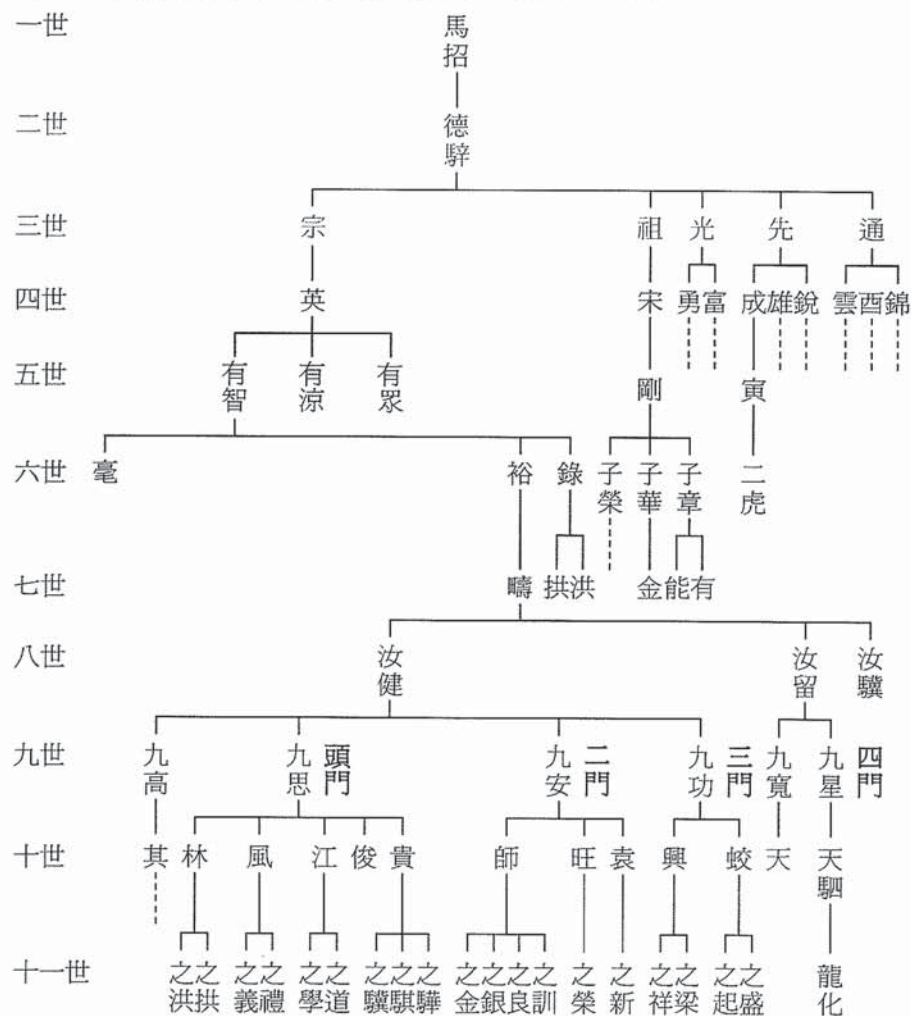 一世 馬招
二世 德騂
三世 宗 祖 光 先 通
四世 英 宋 勇 富 成 雄 銳 雲 酉 錦
五世 有智 有涼 有眾 剛 寅
六世 毫 裕 錄 子榮 子華 子章 二虎
七世 疇 拱 洪 金 能 有
八世 汝健 汝留 汝驥
九世 九高 九思 頭門 九安 二門 九功 三門 九寬 九星 四門
十世 其 林 風 江 俊 貴 師 旺 袁 興 蛟 天 天駟
十一世 之洪 之拱 之義 之禮 之學 之道 之驥 之騏 之驊 之金 之銀 之良 之訓 之榮 之新 之祥 之梁 之起 之盛 龍化